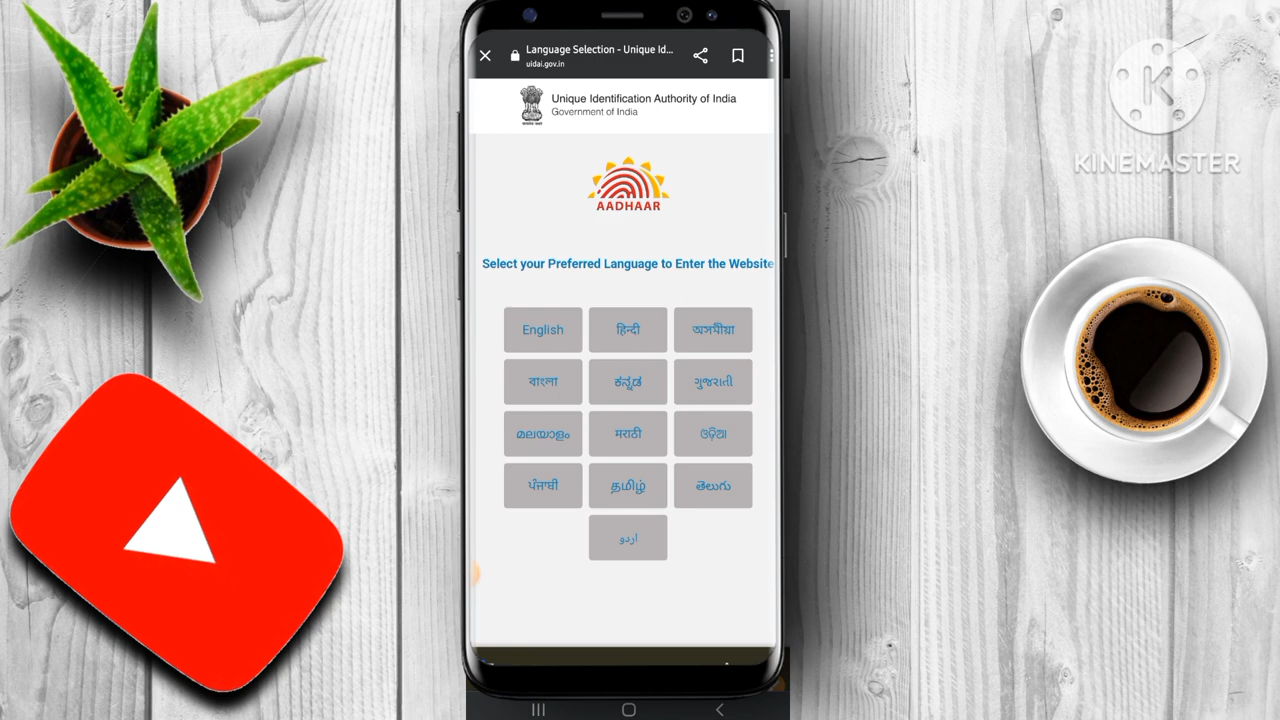 Language Selection - Unique Id...
uidai.gov.in
Unique Identification Authority of India
Government of India
AADHAAR
Select your Preferred Language to Enter the Website
English
हिन्दी
অসমীয়া
বাংলা
ಕನ್ನಡ
ગુજરાતી
മലയാളം
मराठी
ଓଡ଼ିଆ
ਪੰਜਾਬੀ
தமிழ்
తెలుగు
اردو
KINEMASTER